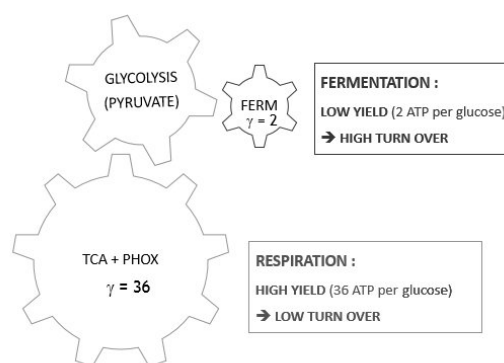 GLYCOLYSIS
(PYRUVATE)
FERM
γ = 2
FERMENTATION :
LOW YIELD (2 ATP per glucose)
➔ HIGH TURN OVER
TCA + PHOX
γ = 36
RESPIRATION :
HIGH YIELD (36 ATP per glucose)
➔ LOW TURN OVER